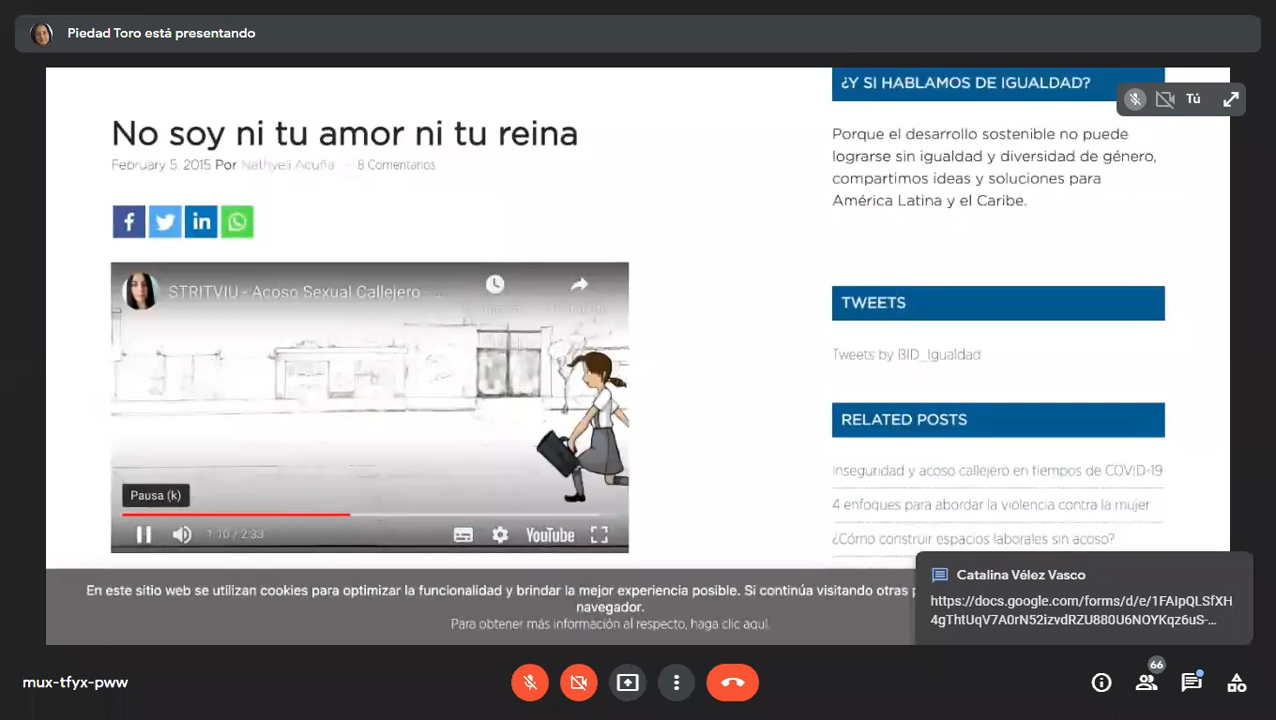 Piedad Toro está presentando
No soy ni tu amor ni tu reina
February 5, 2015 Por Nathyeli Acuña – 8 Comentarios
f in
STRITVIU - Acoso Sexual Callejero - ...
Pausa (k)
1:10 / 2:33
YouTube
¿Y SI HABLAMOS DE IGUALDAD?
Tú
Porque el desarrollo sostenible no puede
lograrse sin igualdad y diversidad de género,
compartimos ideas y soluciones para
América Latina y el Caribe.
TWEETS
Tweets by BID_Igualdad
RELATED POSTS
Inseguridad y acoso callejero en tiempos de COVID-19
4 enfoques para abordar la violencia contra la mujer
¿Cómo construir espacios laborales sin acoso?
En este sitio web se utilizan cookies para optimizar la funcionalidad y brindar la mejor experiencia posible. Si continúa visitando otras
navegador.
Para obtener más información al respecto, haga clic aquí.
Catalina Vélez Vasco
https://docs.google.com/forms/d/e/1FAIpQLSfXH
4gThtUqV7A0rN52izvdRZU880U6NOYKqz6uS-...
mux-tfyx-pww
66